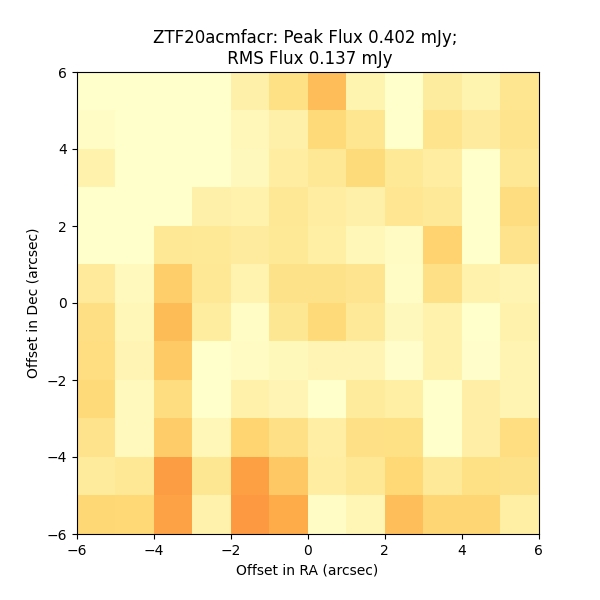 ZTF20acmfacr: Peak Flux 0.402 mJy;
RMS Flux 0.137 mJy
6
4
2
0
−2
−4
−6
Offset in Dec (arcsec)
−6 −4 −2 0 2 4 6
Offset in RA (arcsec)